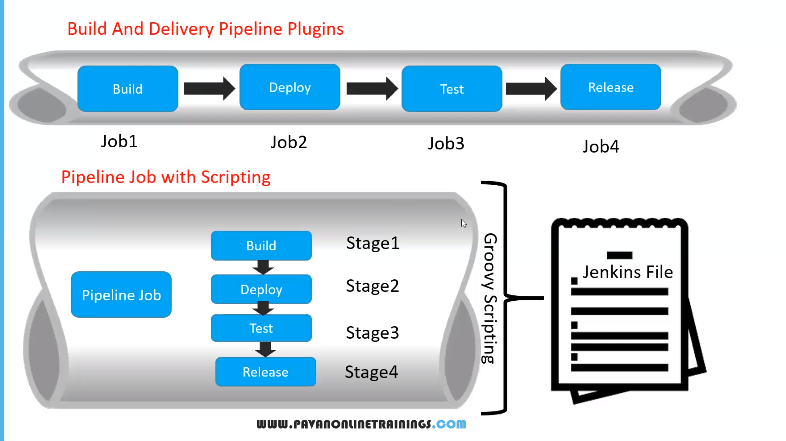 Build And Delivery Pipeline Plugins
Build
Deploy
Test
Release
Job1
Job2
Job3
Job4
Pipeline Job with Scripting
Pipeline Job
Build
Stage1
Deploy
Stage2
Test
Stage3
Release
Stage4
Groovy Scripting
Jenkins File
WWW.PAVANONLINETRAININGS.COM